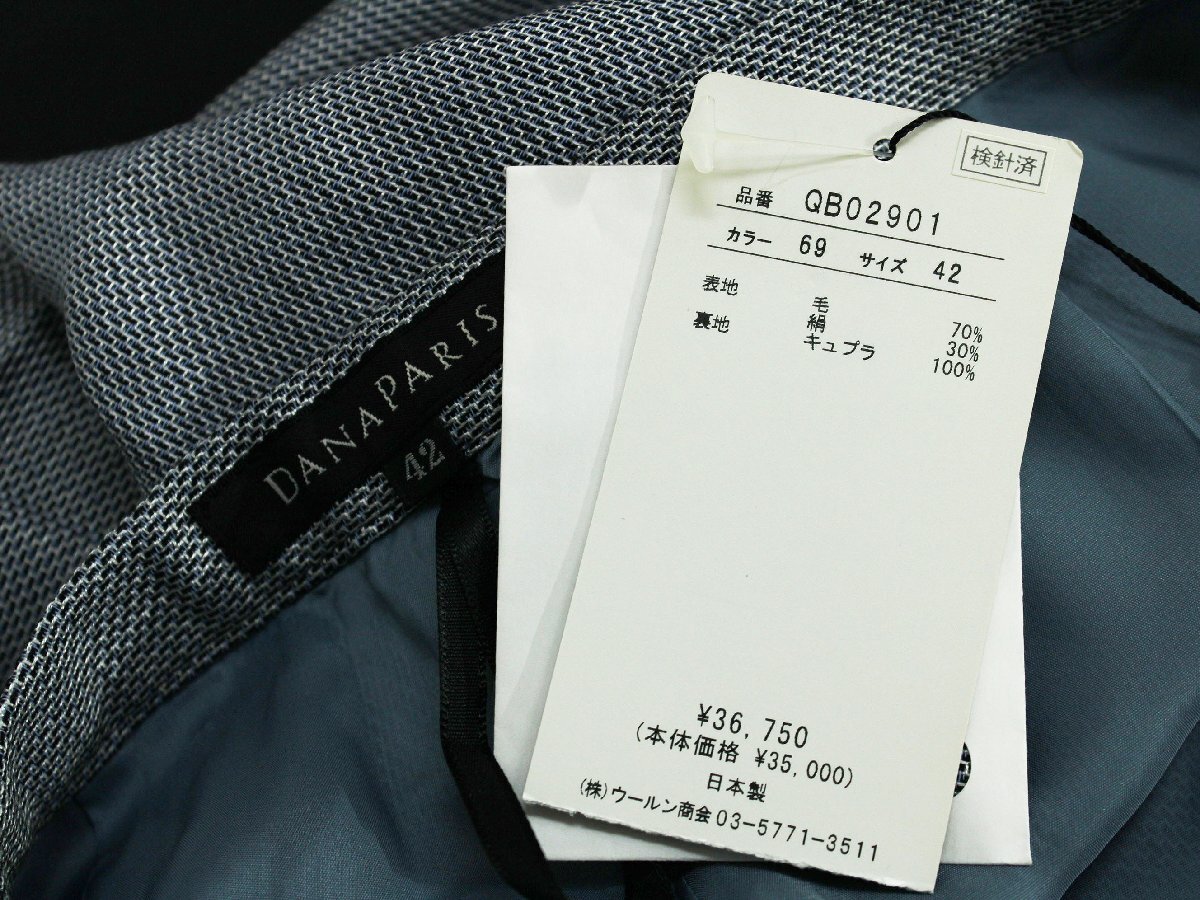 DANAPARIS
42
検針済
品番 QB02901
カラー 69 サイズ 42
表地 毛 70%
絹 30%
裏地 キュプラ 100%
¥36,750
(本体価格 ¥35,000)
日本製
(株)ウールン商会03-5771-3511